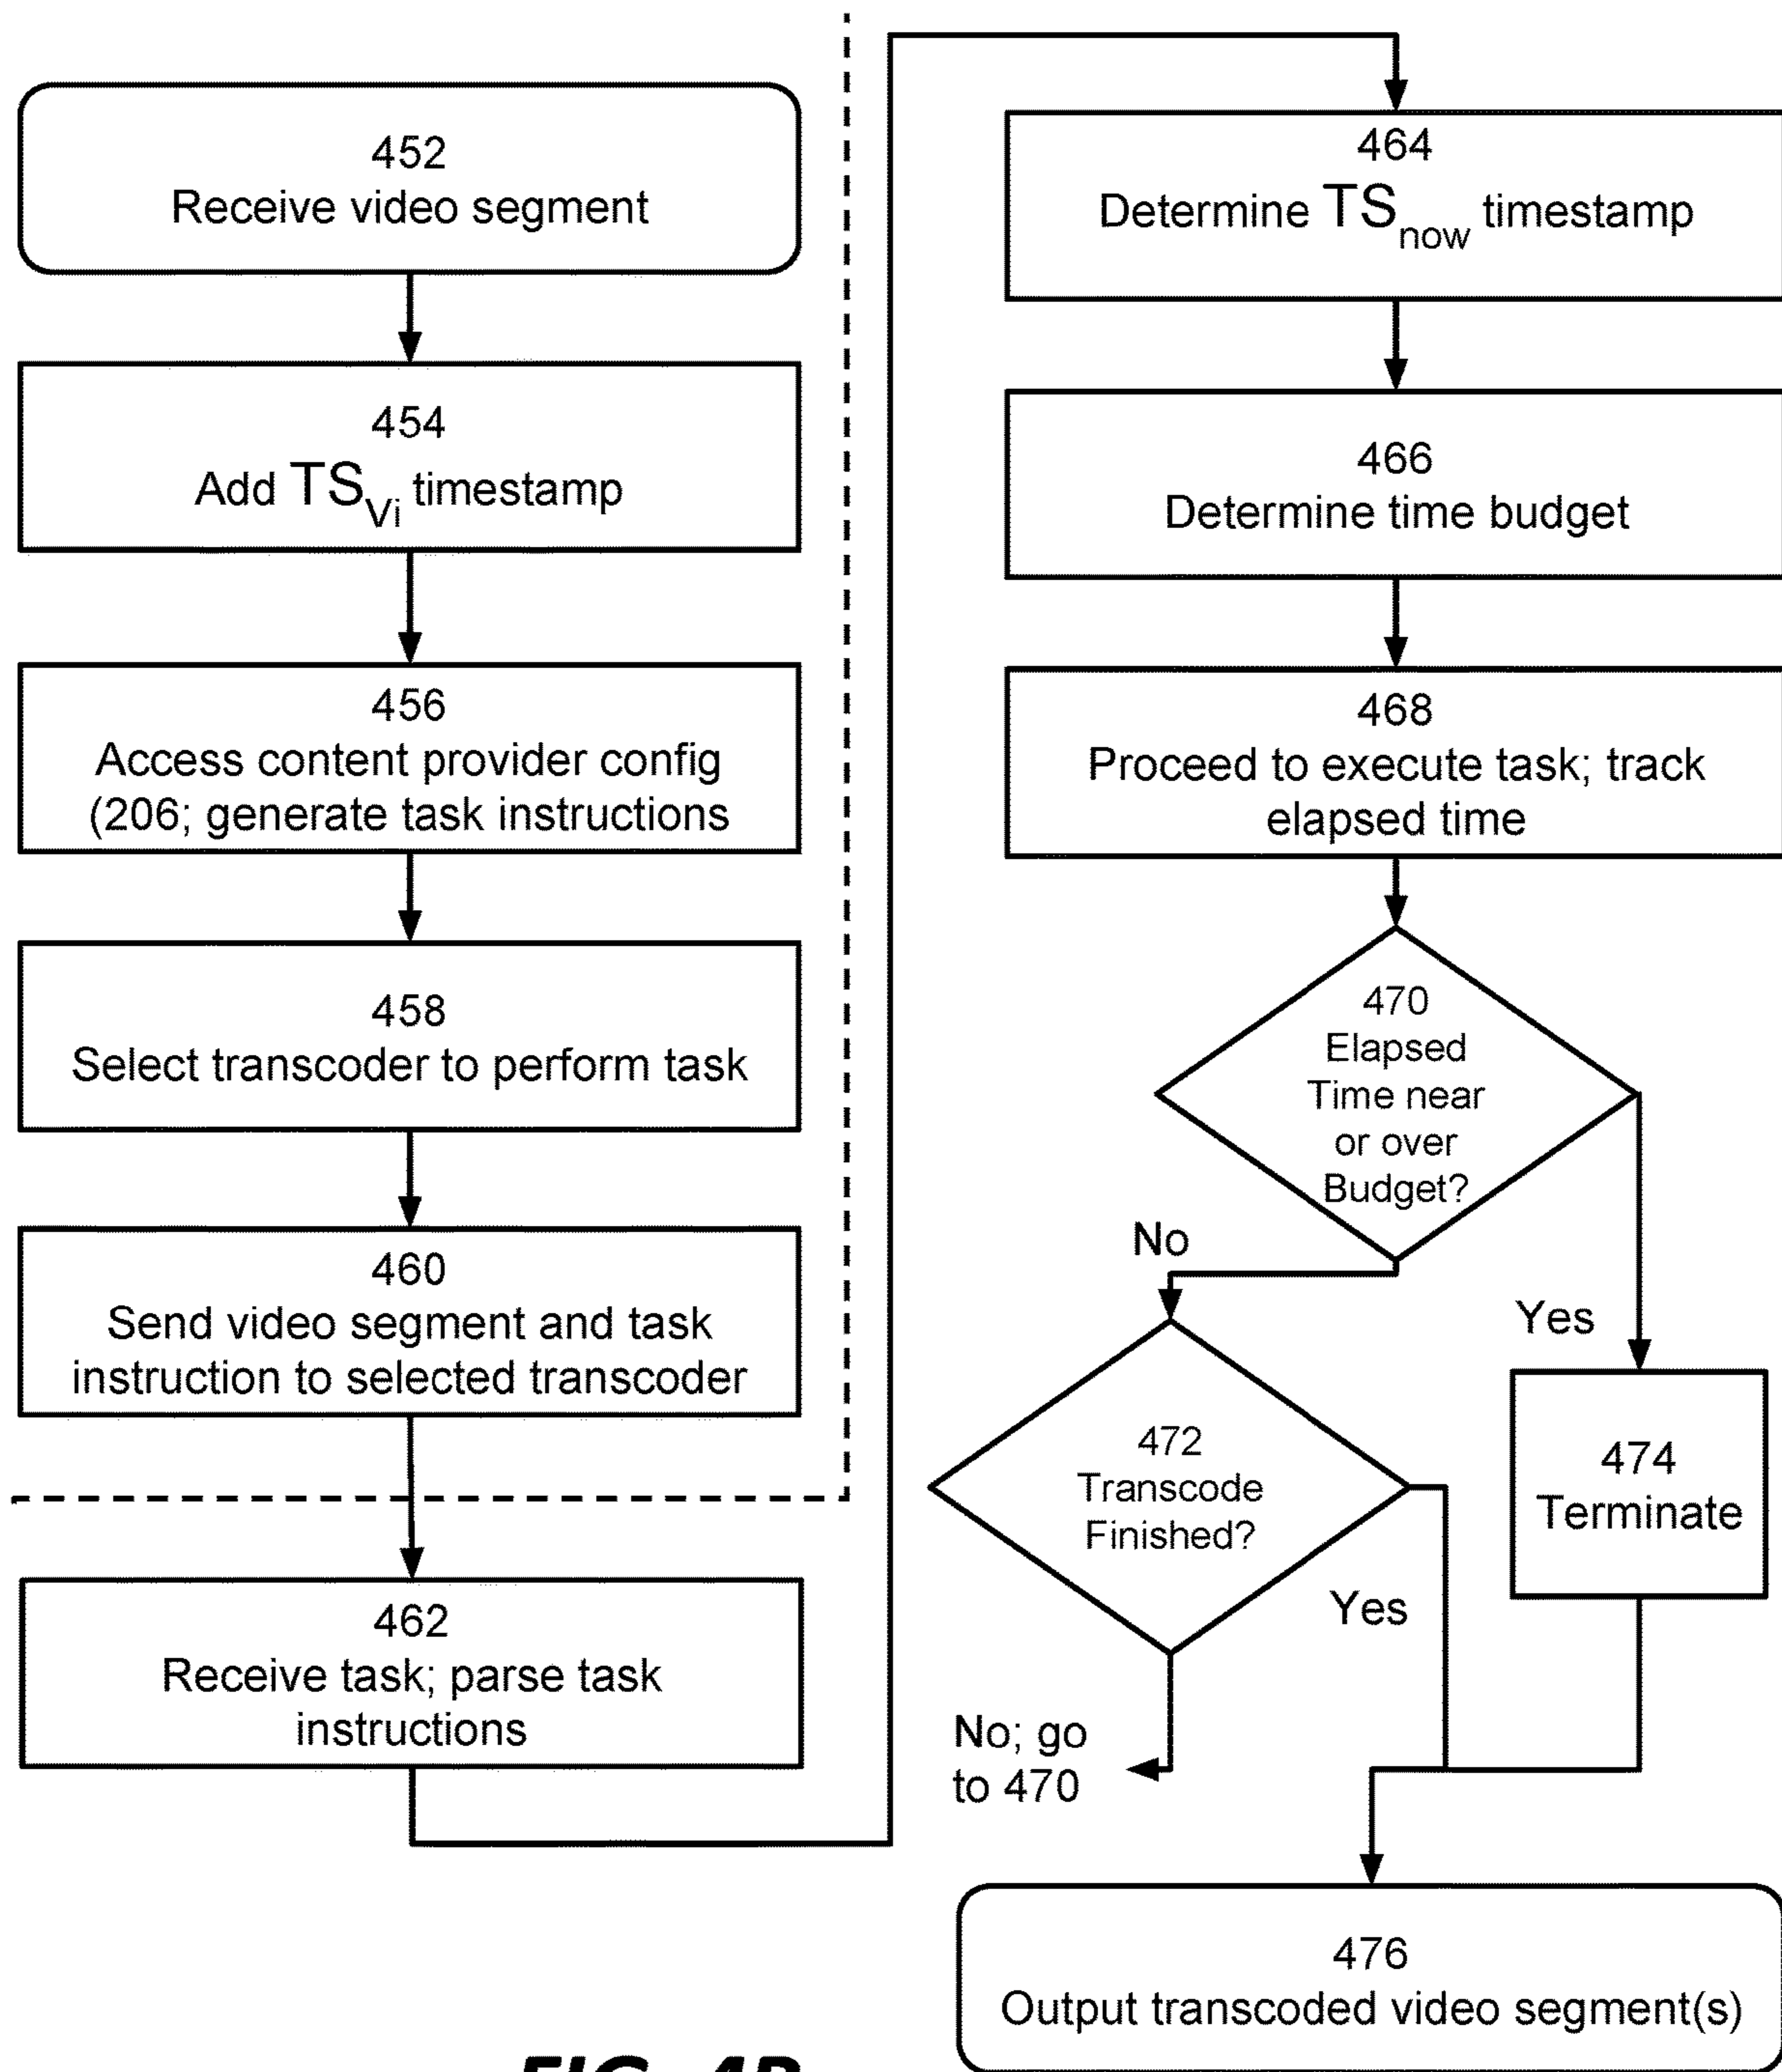 452
Receive video segment
454
Add TSVi timestamp
456
Access content provider config
(206; generate task instructions
458
Select transcoder to perform task
460
Send video segment and task
instruction to selected transcoder
462
Receive task; parse task
instructions
464
Determine TSnow timestamp
466
Determine time budget
468
Proceed to execute task; track
elapsed time
470
Elapsed
Time near
or over
Budget?
No
Yes
472
Transcode
Finished?
Yes
474
Terminate
No; go
to 470
476
Output transcoded video segment(s)
FIG. 4B